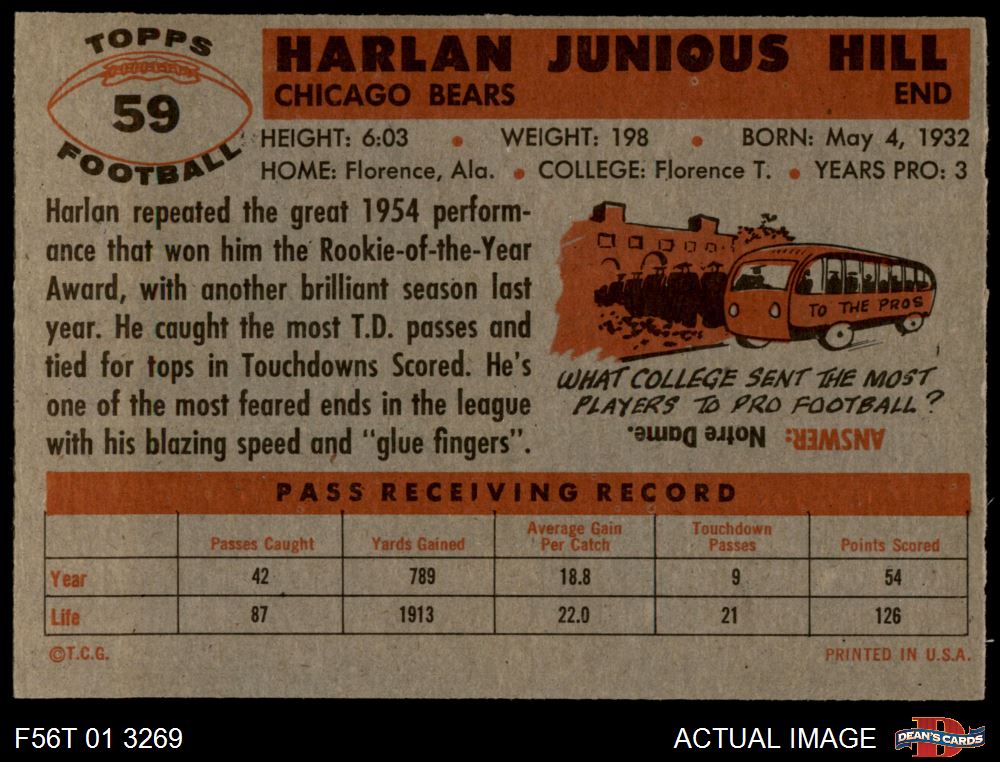 TOPPS
59
FOOTBALL
HARLAN JUNIOUS HILL
CHICAGO BEARS END
HEIGHT: 6:03 • WEIGHT: 198 • BORN: May 4, 1932
HOME: Florence, Ala. • COLLEGE: Florence T. • YEARS PRO: 3
Harlan repeated the great 1954 perform-
ance that won him the Rookie-of-the-Year
Award, with another brilliant season last
year. He caught the most T.D. passes and
tied for tops in Touchdowns Scored. He's
one of the most feared ends in the league
with his blazing speed and "glue fingers".
TO THE PROS
WHAT COLLEGE SENT THE MOST
PLAYERS TO PRO FOOTBALL?
ANSWER: Notre Dame.
PASS RECEIVING RECORD
Passes Caught Yards Gained Average Gain Per Catch Touchdown Passes Points Scored
Year 42 789 18.8 9 54
Life 87 1913 22.0 21 126
©T.C.G. PRINTED IN U.S.A.
F56T 01 3269 ACTUAL IMAGE D DEAN'S CARDS